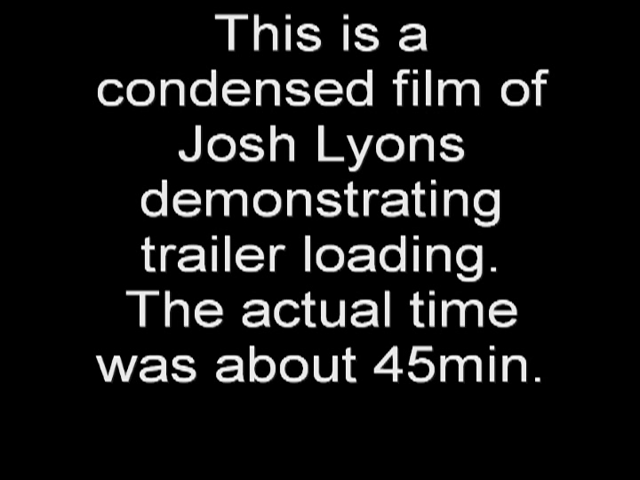 This is a
condensed film of
Josh Lyons
demonstrating
trailer loading.
The actual time
was about 45min.